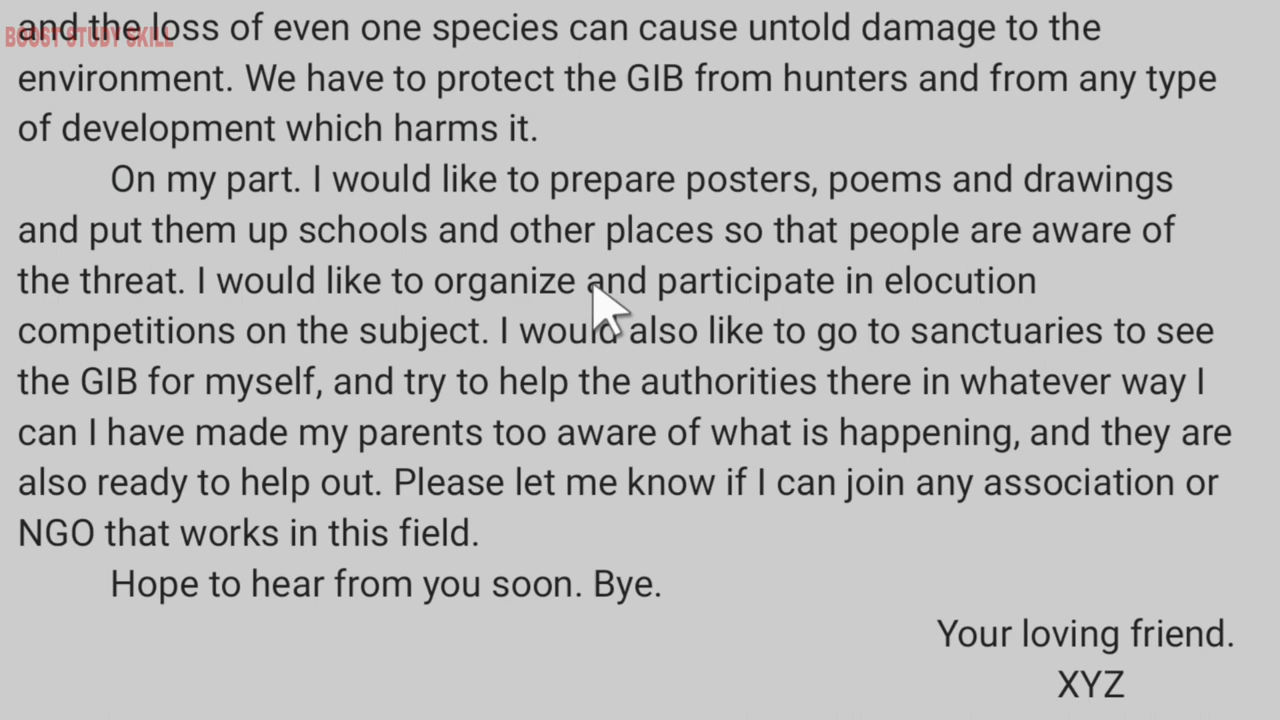 and the loss of even one species can cause untold damage to the
BOOST STUDY SKILL
environment. We have to protect the GIB from hunters and from any type
of development which harms it.
On my part. I would like to prepare posters, poems and drawings
and put them up schools and other places so that people are aware of
the threat. I would like to organize and participate in elocution
competitions on the subject. I would also like to go to sanctuaries to see
the GIB for myself, and try to help the authorities there in whatever way I
can I have made my parents too aware of what is happening, and they are
also ready to help out. Please let me know if I can join any association or
NGO that works in this field.
Hope to hear from you soon. Bye.
Your loving friend.
XYZ